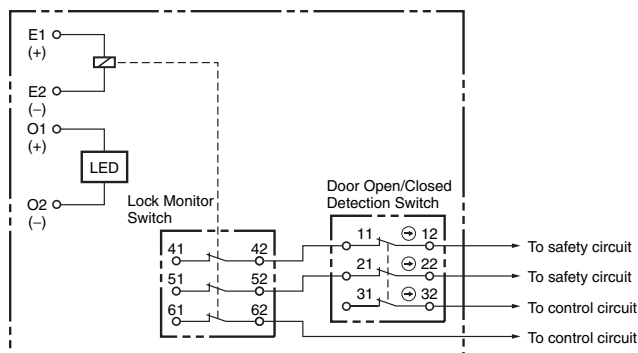 E1
(+)
E2
(−)
O1
(+)
LED
O2
(−)
Lock Monitor
Switch
Door Open/Closed
Detection Switch
41 42
51 52
61 62
11 12
21 22
31 32
To safety circuit
To safety circuit
To control circuit
To control circuit